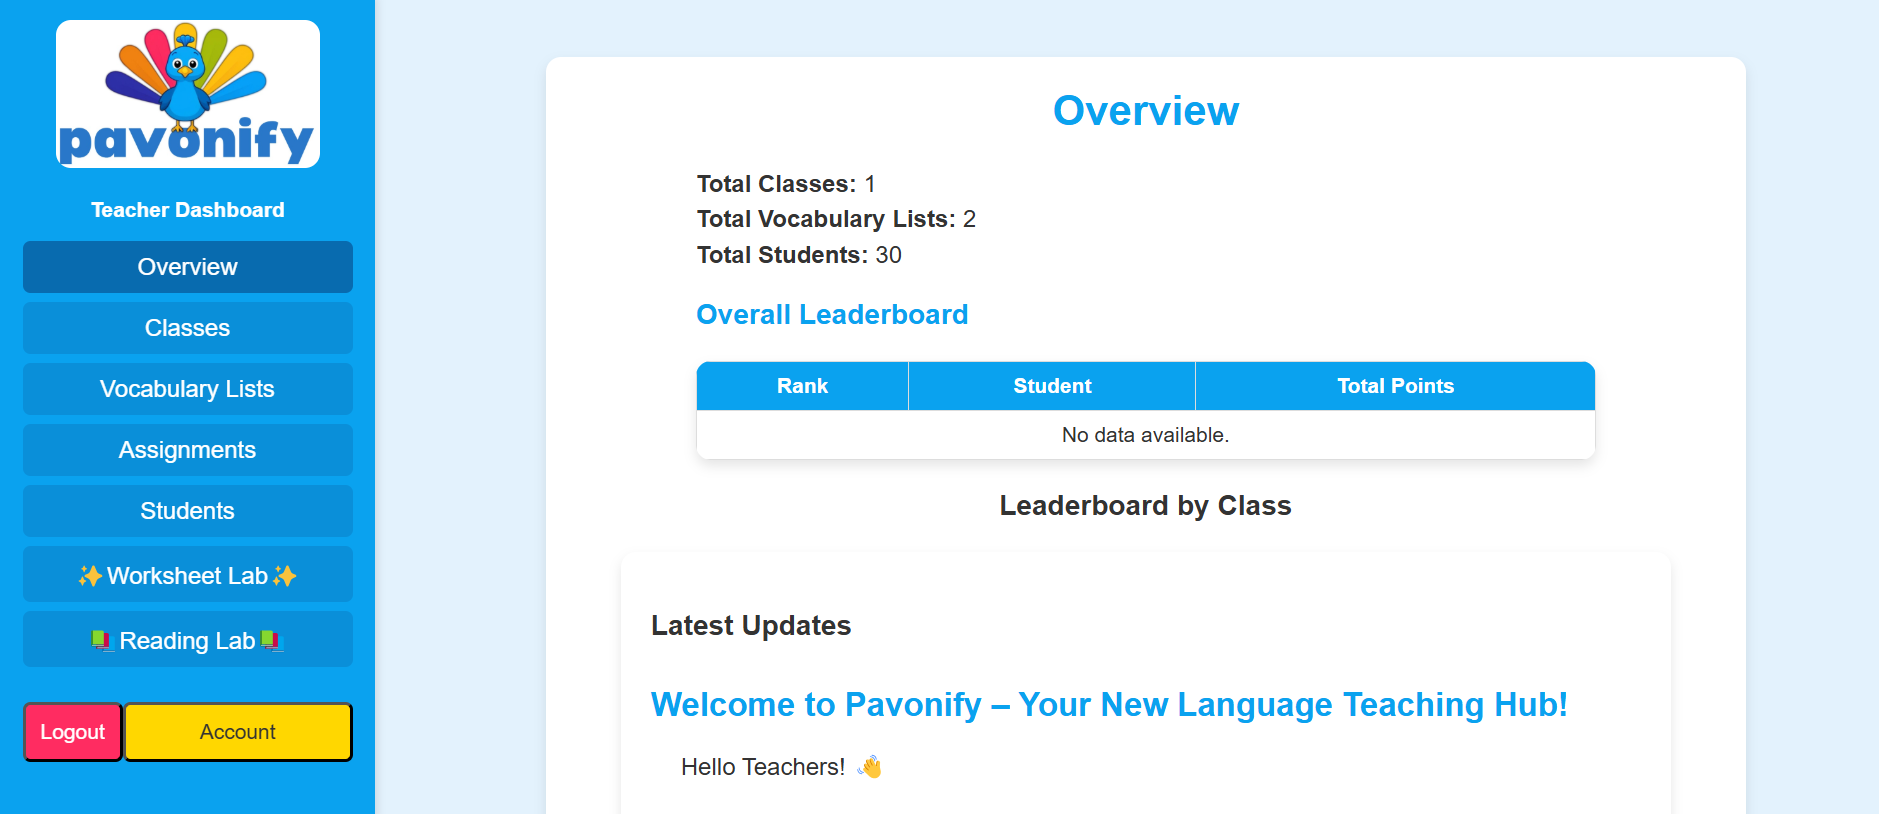 pavonify
Teacher Dashboard
Overview
Classes
Vocabulary Lists
Assignments
Students
✨Worksheet Lab✨
📚Reading Lab📚
Logout Account
Overview
Total Classes: 1
Total Vocabulary Lists: 2
Total Students: 30
Overall Leaderboard
Rank Student Total Points
No data available.
Leaderboard by Class
Latest Updates
Welcome to Pavonify – Your New Language Teaching Hub!
Hello Teachers! 👋